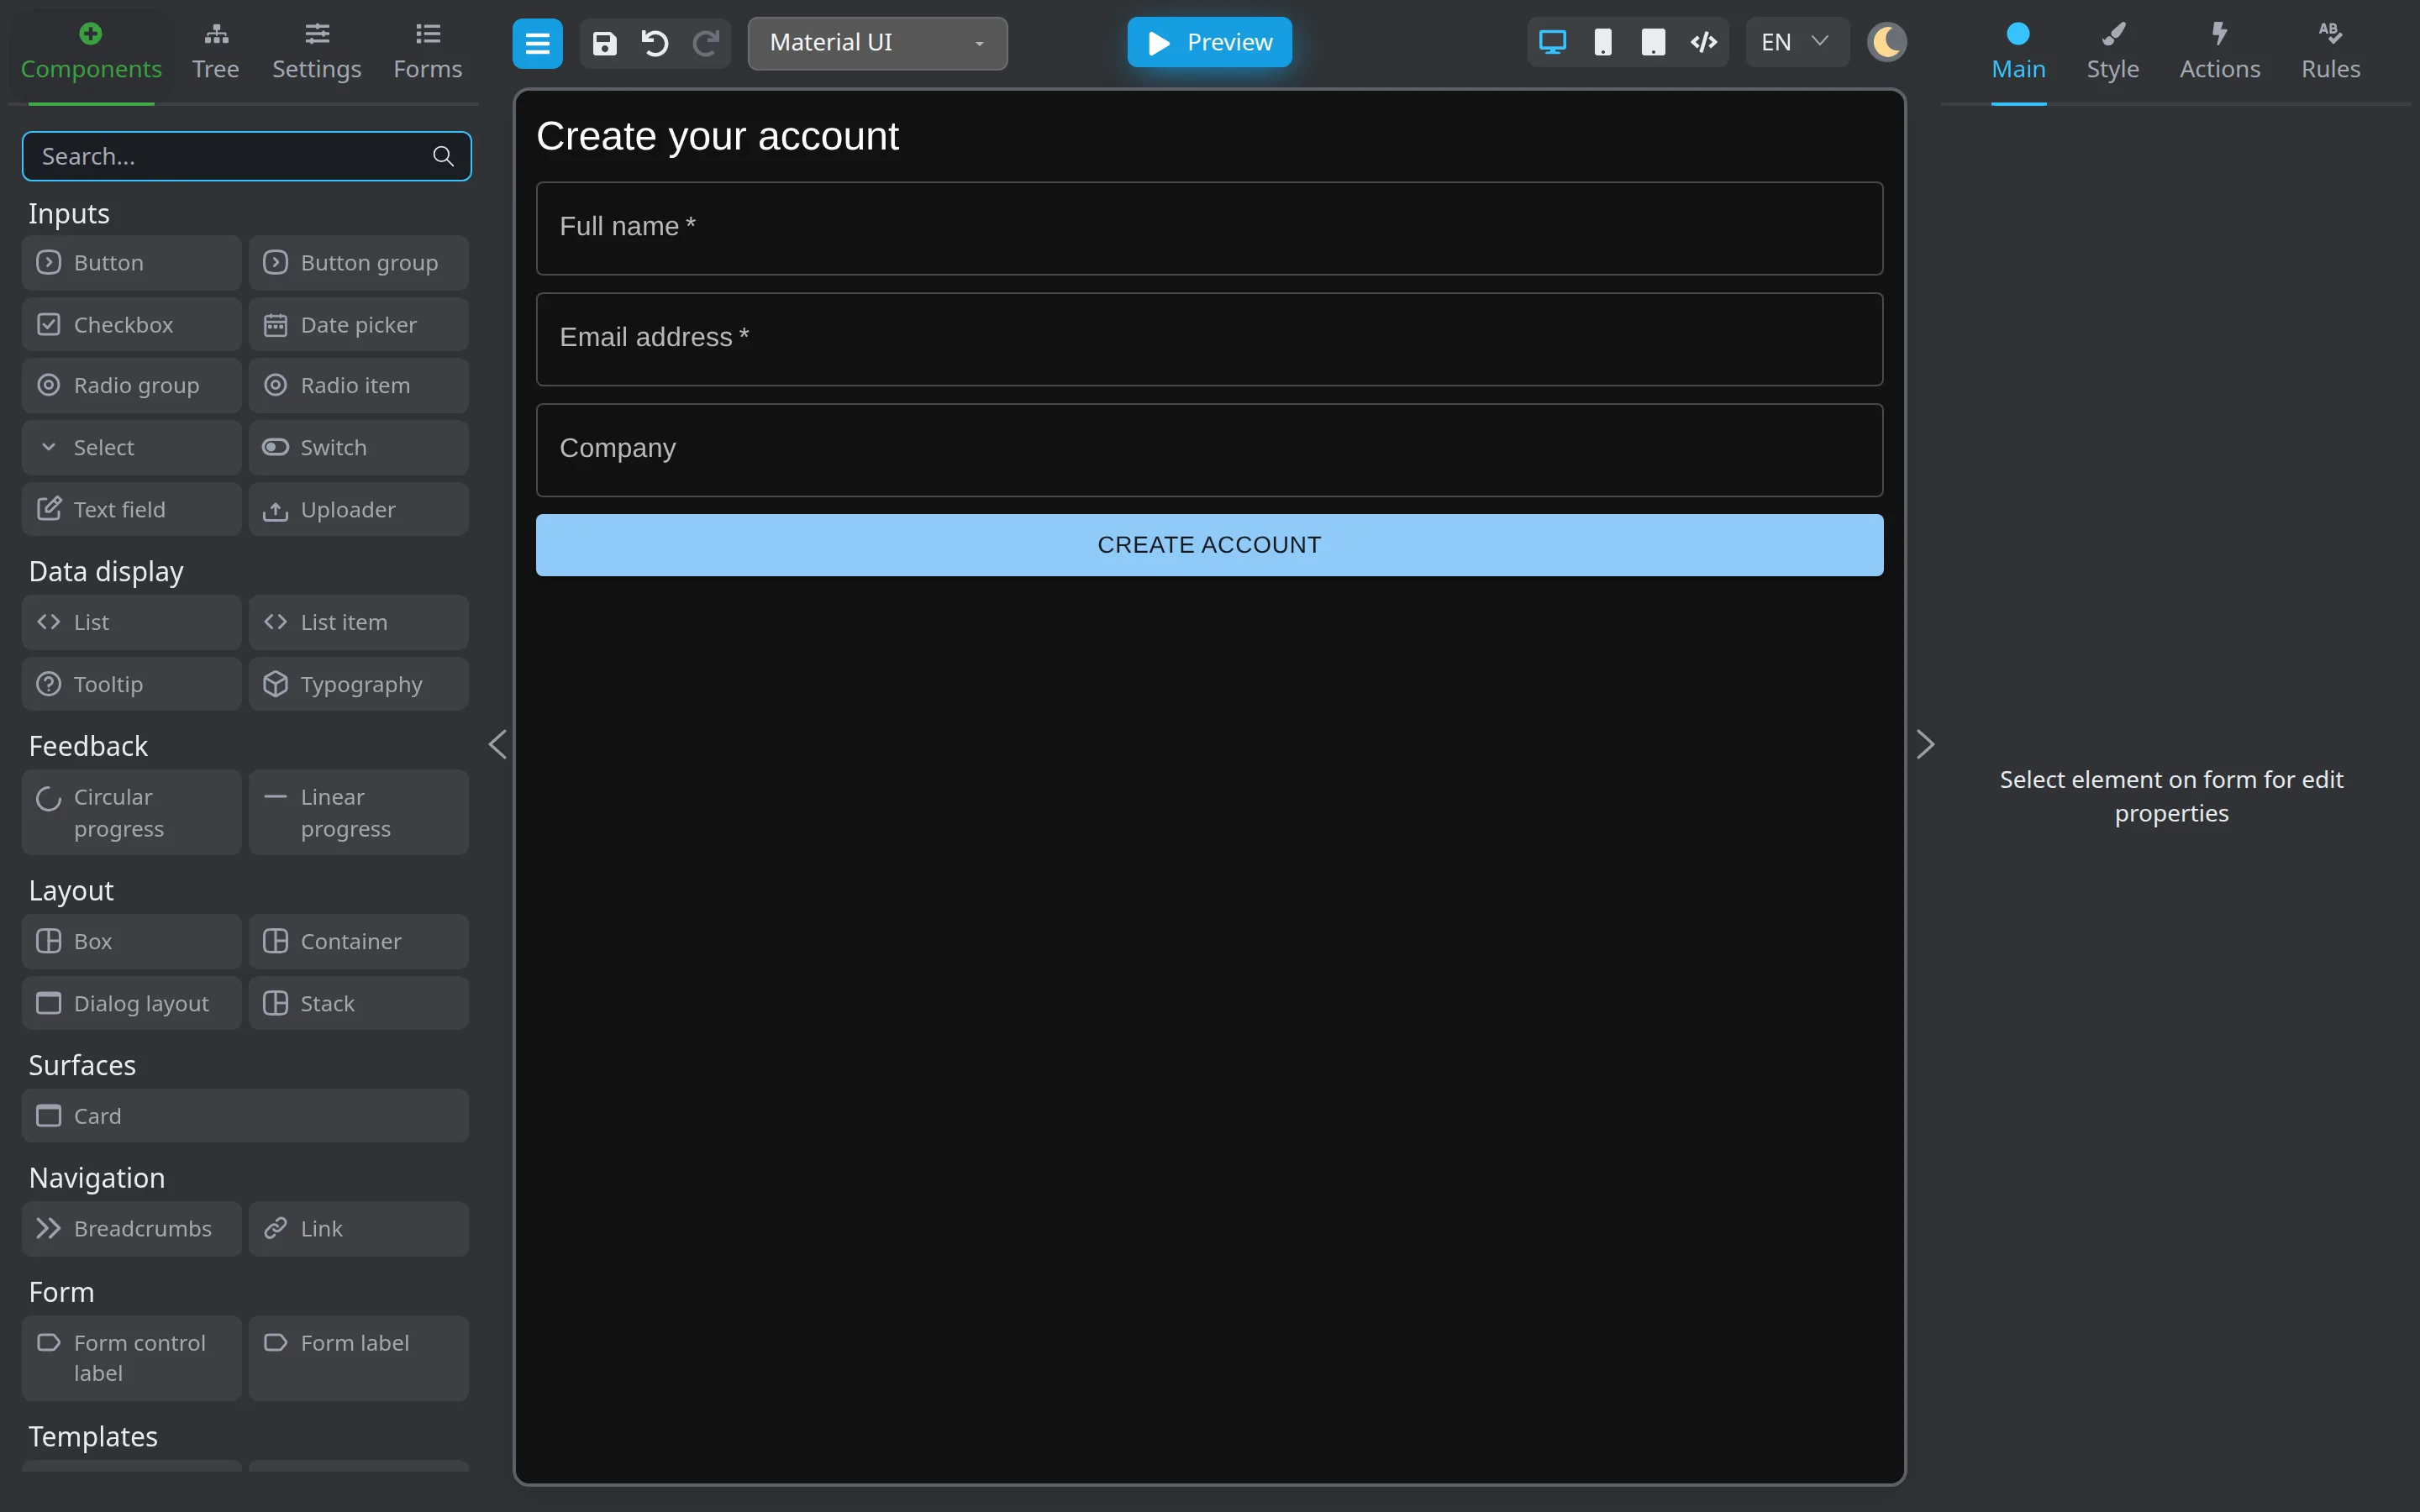 Components
Tree
Settings
Forms
Material UI
Preview
EN
Main
Style
Actions
AB
Rules
Search...
Inputs
Button
Button group
Checkbox
Date picker
Radio group
Radio item
Select
Switch
Text field
Uploader
Data display
List
List item
Tooltip
Typography
Feedback
Circular
progress
Linear
progress
Layout
Box
Container
Dialog layout
Stack
Surfaces
Card
Navigation
Breadcrumbs
Link
Form
Form control
label
Form label
Templates
Create your account
Full name *
Email address *
Company
CREATE ACCOUNT
Select element on form for edit
properties